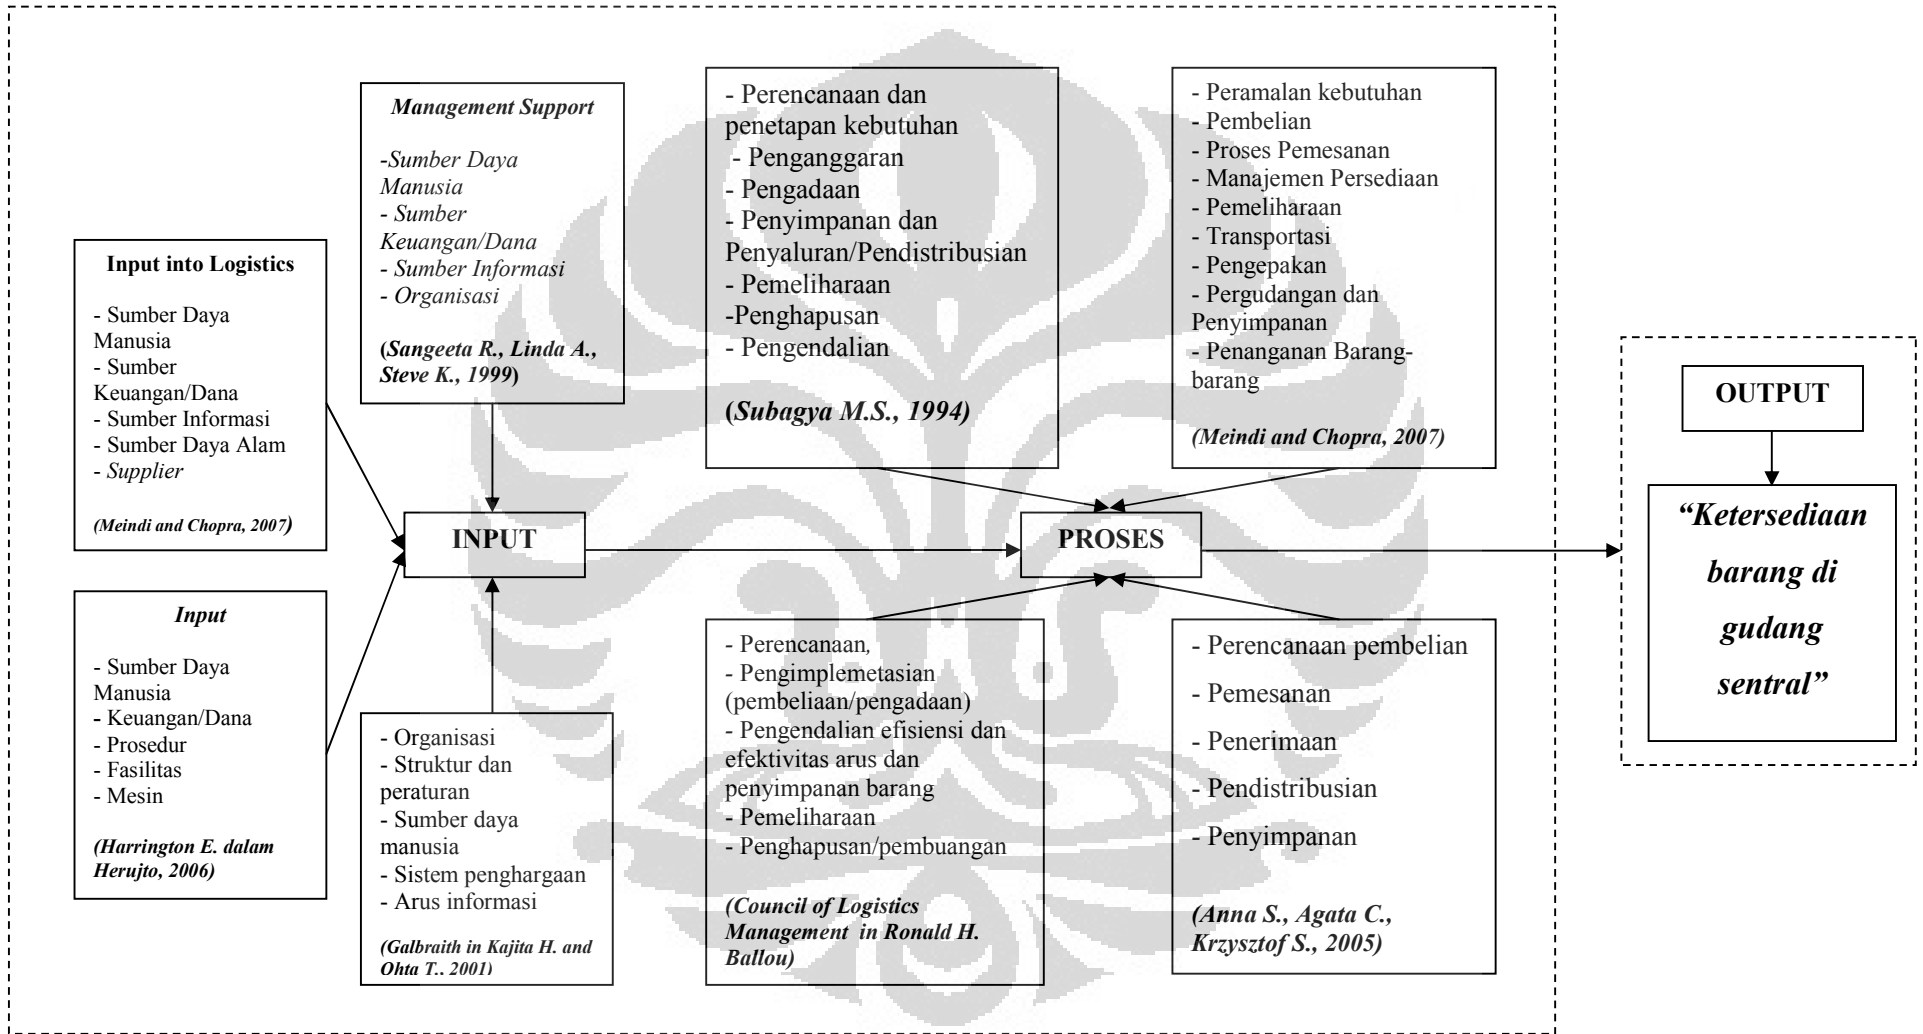 Input into Logistics
- Sumber Daya
Manusia
- Sumber
Keuangan/Dana
- Sumber Informasi
- Sumber Daya Alam
- Supplier
(Meindi and Chopra, 2007)
Input
- Sumber Daya
Manusia
- Keuangan/Dana
- Prosedur
- Fasilitas
- Mesin
(Harrington E. dalam
Herujto, 2006)
Management Support
-Sumber Daya
Manusia
- Sumber
Keuangan/Dana
- Sumber Informasi
- Organisasi
(Sangeeta R., Linda A.,
Steve K., 1999)
INPUT
- Organisasi
- Struktur dan
peraturan
- Sumber daya
manusia
- Sistem penghargaan
- Arus informasi
(Galbraith in Kajita H. and
Ohta T., 2001)
- Perencanaan dan
penetapan kebutuhan
- Penganggaran
- Pengadaan
- Penyimpanan dan
Penyaluran/Pendistribusian
- Pemeliharaan
-Penghapusan
- Pengendalian
(Subagya M.S., 1994)
- Peramalan kebutuhan
- Pembelian
- Proses Pemesanan
- Manajemen Persediaan
- Pemeliharaan
- Transportasi
- Pengepakan
- Pergudangan dan
Penyimpanan
- Penanganan Barang-
barang
(Meindi and Chopra, 2007)
PROSES
- Perencanaan,
- Pengimplemetasian
(pembeliaan/pengadaan)
- Pengendalian efisiensi dan
efektivitas arus dan
penyimpanan barang
- Pemeliharaan
- Penghapusan/pembuangan
(Council of Logistics
Management in Ronald H.
Ballou)
- Perencanaan pembelian
- Pemesanan
- Penerimaan
- Pendistribusian
- Penyimpanan
(Anna S., Agata C.,
Krzysztof S., 2005)
OUTPUT
“Ketersediaan
barang di
gudang
sentral”